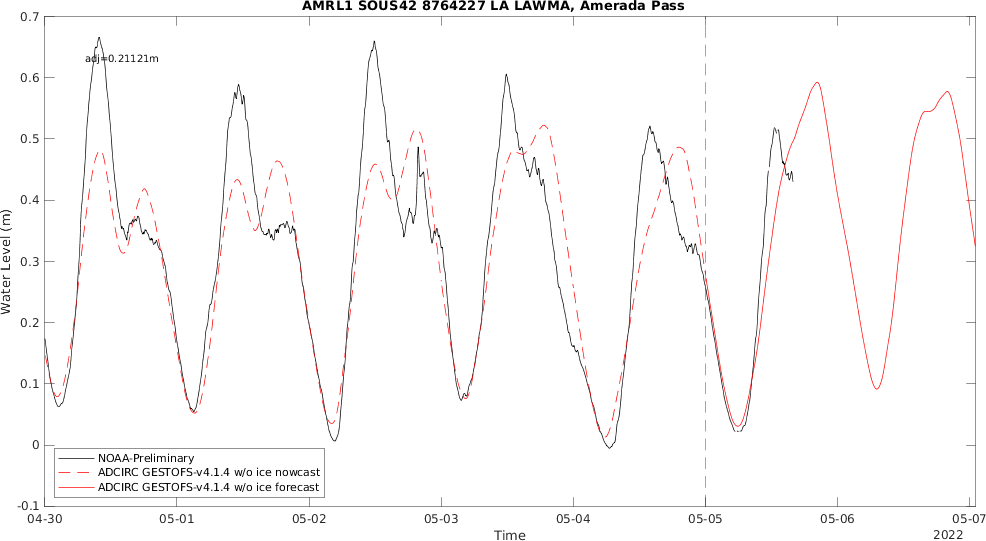 AMRL1 SOUS42 8764227 LA LAWMA, Amerada Pass
adj=0.21121m
0.7
0.6
0.5
0.4
0.3
0.2
0.1
0
-0.1
Water Level (m)
NOAA-Preliminary
ADCIRC GESTOFS-v4.1.4 w/o ice nowcast
ADCIRC GESTOFS-v4.1.4 w/o ice forecast
04-30 05-01 05-02 05-03 05-04 05-05 05-06 05-07
Time
2022